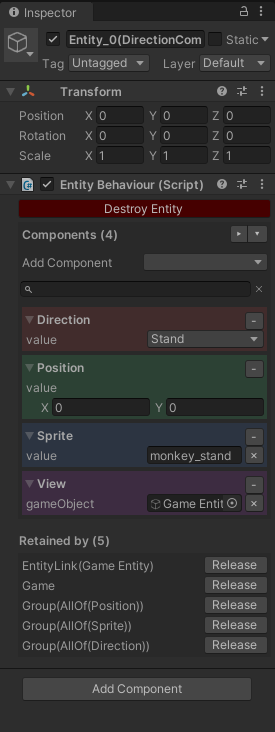 Inspector
Entity_0(DirectionCom
Static
Tag Untagged Layer Default
Transform
Position X 0 Y 0 Z 0
Rotation X 0 Y 0 Z 0
Scale X 1 Y 1 Z 1
Entity Behaviour (Script)
Destroy Entity
Components (4)
Add Component
Direction
value Stand
Position
value
X 0 Y 0
Sprite
value monkey_stand
View
gameObject Game Entit
Retained by (5)
EntityLink(Game Entity) Release
Game Release
Group(AllOf(Position)) Release
Group(AllOf(Sprite)) Release
Group(AllOf(Direction)) Release
Add Component